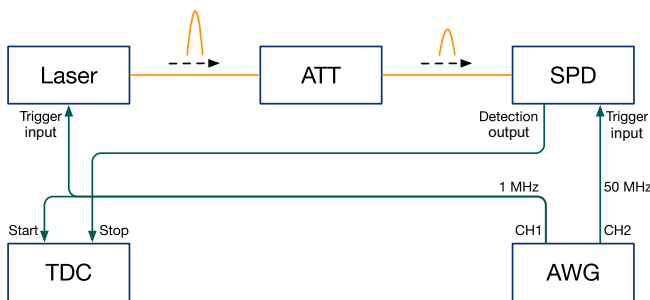 Laser
ATT
SPD
Trigger
input
Detection
output
Trigger
input
1 MHz
50 MHz
Start
Stop
CH1
CH2
TDC
AWG